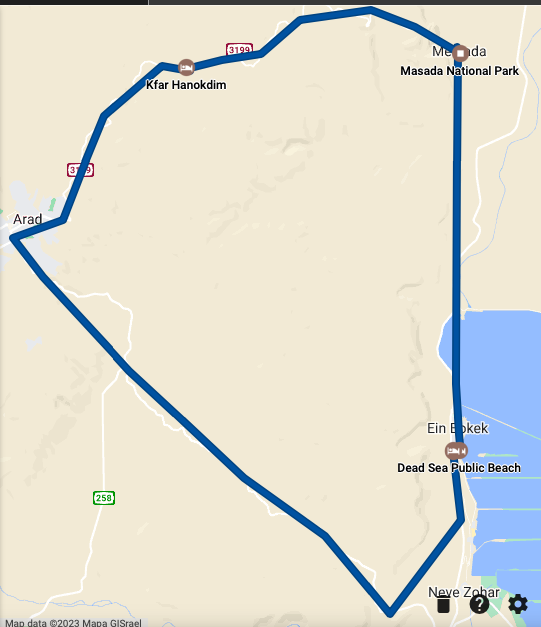 3199
Masada
Masada National Park
Kfar Hanokdim
3199
Arad
Ein Bokek
Dead Sea Public Beach
258
Neve Zohar
Map data ©2023 Mapa GISrael